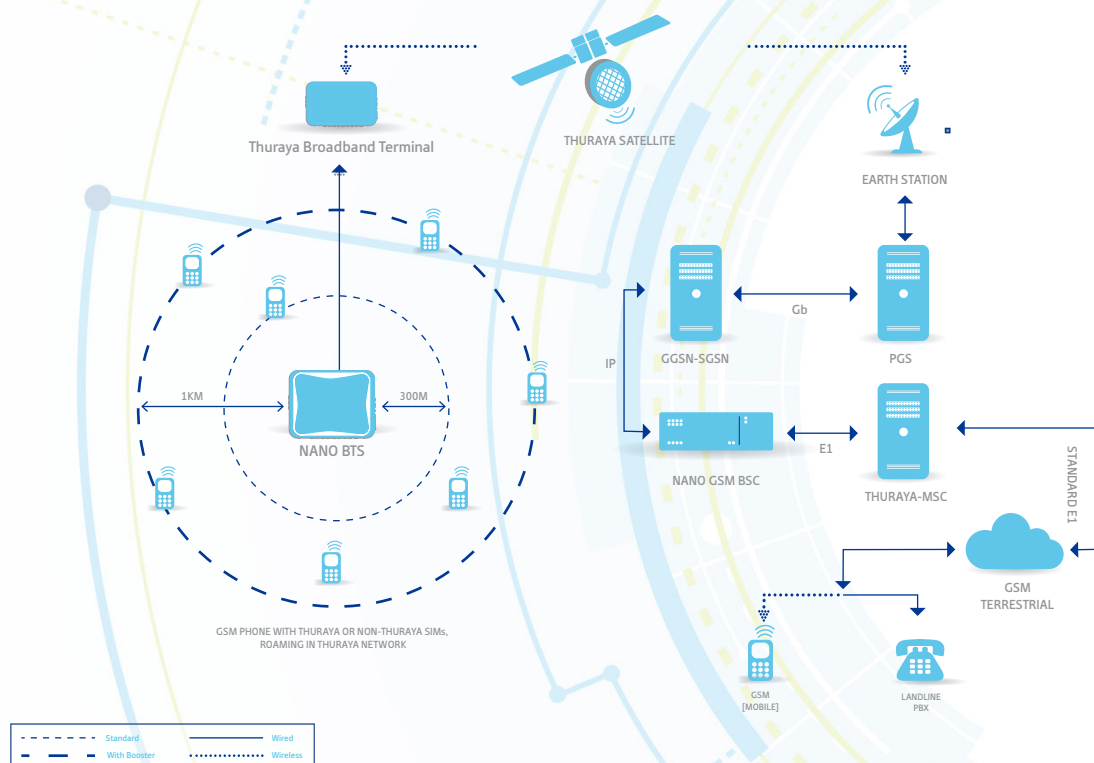 Thuraya Broadband Terminal
THURAYA SATELLITE
EARTH STATION
GGSN-SGSN
Gb
PGS
IP
1KM
300M
NANO BTS
NANO GSM BSC
E1
THURAYA-MSC
STANDARD E1
GSM
TERRESTRIAL
GSM PHONE WITH THURAYA OR NON-THURAYA SIMs,
ROAMING IN THURAYA NETWORK
GSM
[MOBILE]
LANDLINE
PBX
Standard
Wired
With Booster
Wireless